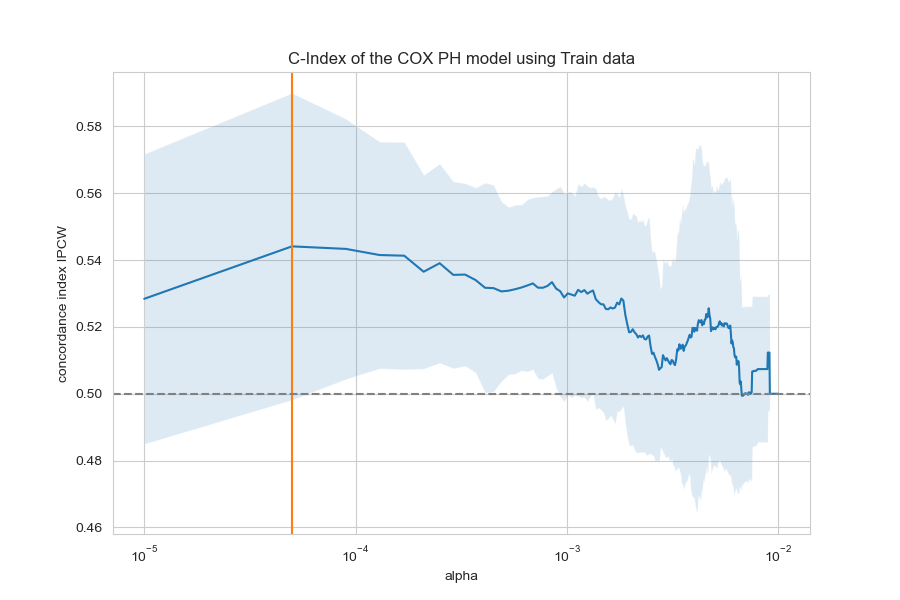 C-Index of the COX PH model using Train data
concordance index IPCW
0.58
0.56
0.54
0.52
0.50
0.48
0.46
10⁻⁵ 10⁻⁴ 10⁻³ 10⁻²
alpha